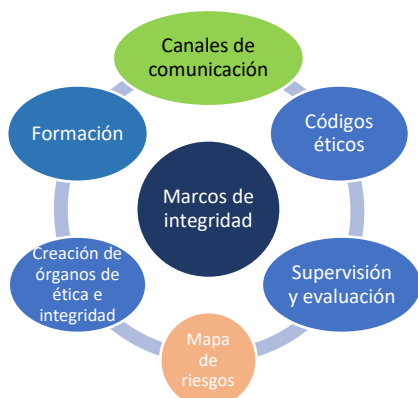 Canales de
comunicación
Formación
Códigos
éticos
Marcos de
integridad
Creación de
órganos de
ética e
integridad
Supervisión
y evaluación
Mapa
de
riesgos